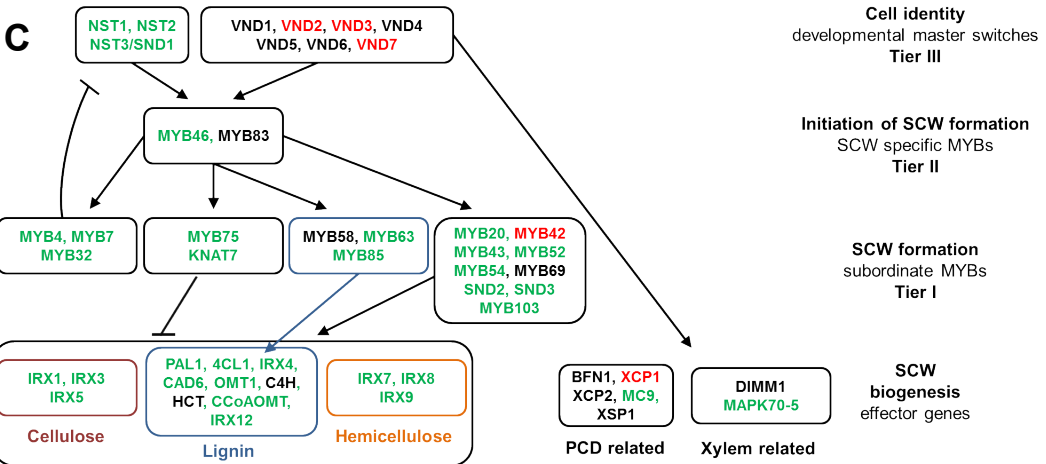 C
NST1, NST2
NST3/SND1
VND1, VND2, VND3, VND4
VND5, VND6, VND7
Cell identity
developmental master switches
Tier III
MYB46, MYB83
Initiation of SCW formation
SCW specific MYBs
Tier II
MYB4, MYB7
MYB32
MYB75
KNAT7
MYB58, MYB63
MYB85
MYB20, MYB42
MYB43, MYB52
MYB54, MYB69
SND2, SND3
MYB103
SCW formation
subordinate MYBs
Tier I
IRX1, IRX3
IRX5
Cellulose
PAL1, 4CL1, IRX4,
CAD6, OMT1, C4H,
HCT, CCoAOMT,
IRX12
Lignin
IRX7, IRX8
IRX9
Hemicellulose
BFN1, XCP1
XCP2, MC9,
XSP1
PCD related
DIMM1
MAPK70-5
Xylem related
SCW
biogenesis
effector genes